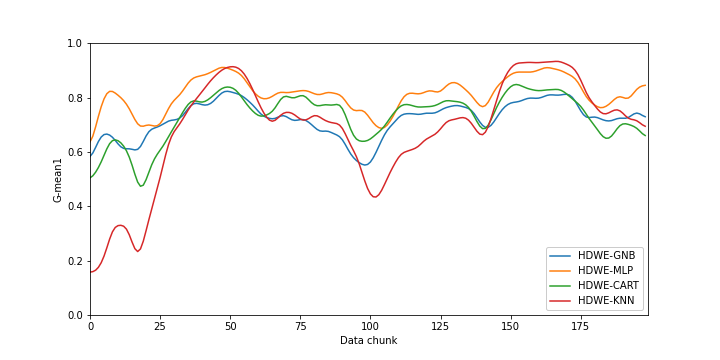 1.0
0.8
0.6
0.4
0.2
0.0
G-mean1
0 25 50 75 100 125 150 175
Data chunk
HDWE-GNB
HDWE-MLP
HDWE-CART
HDWE-KNN